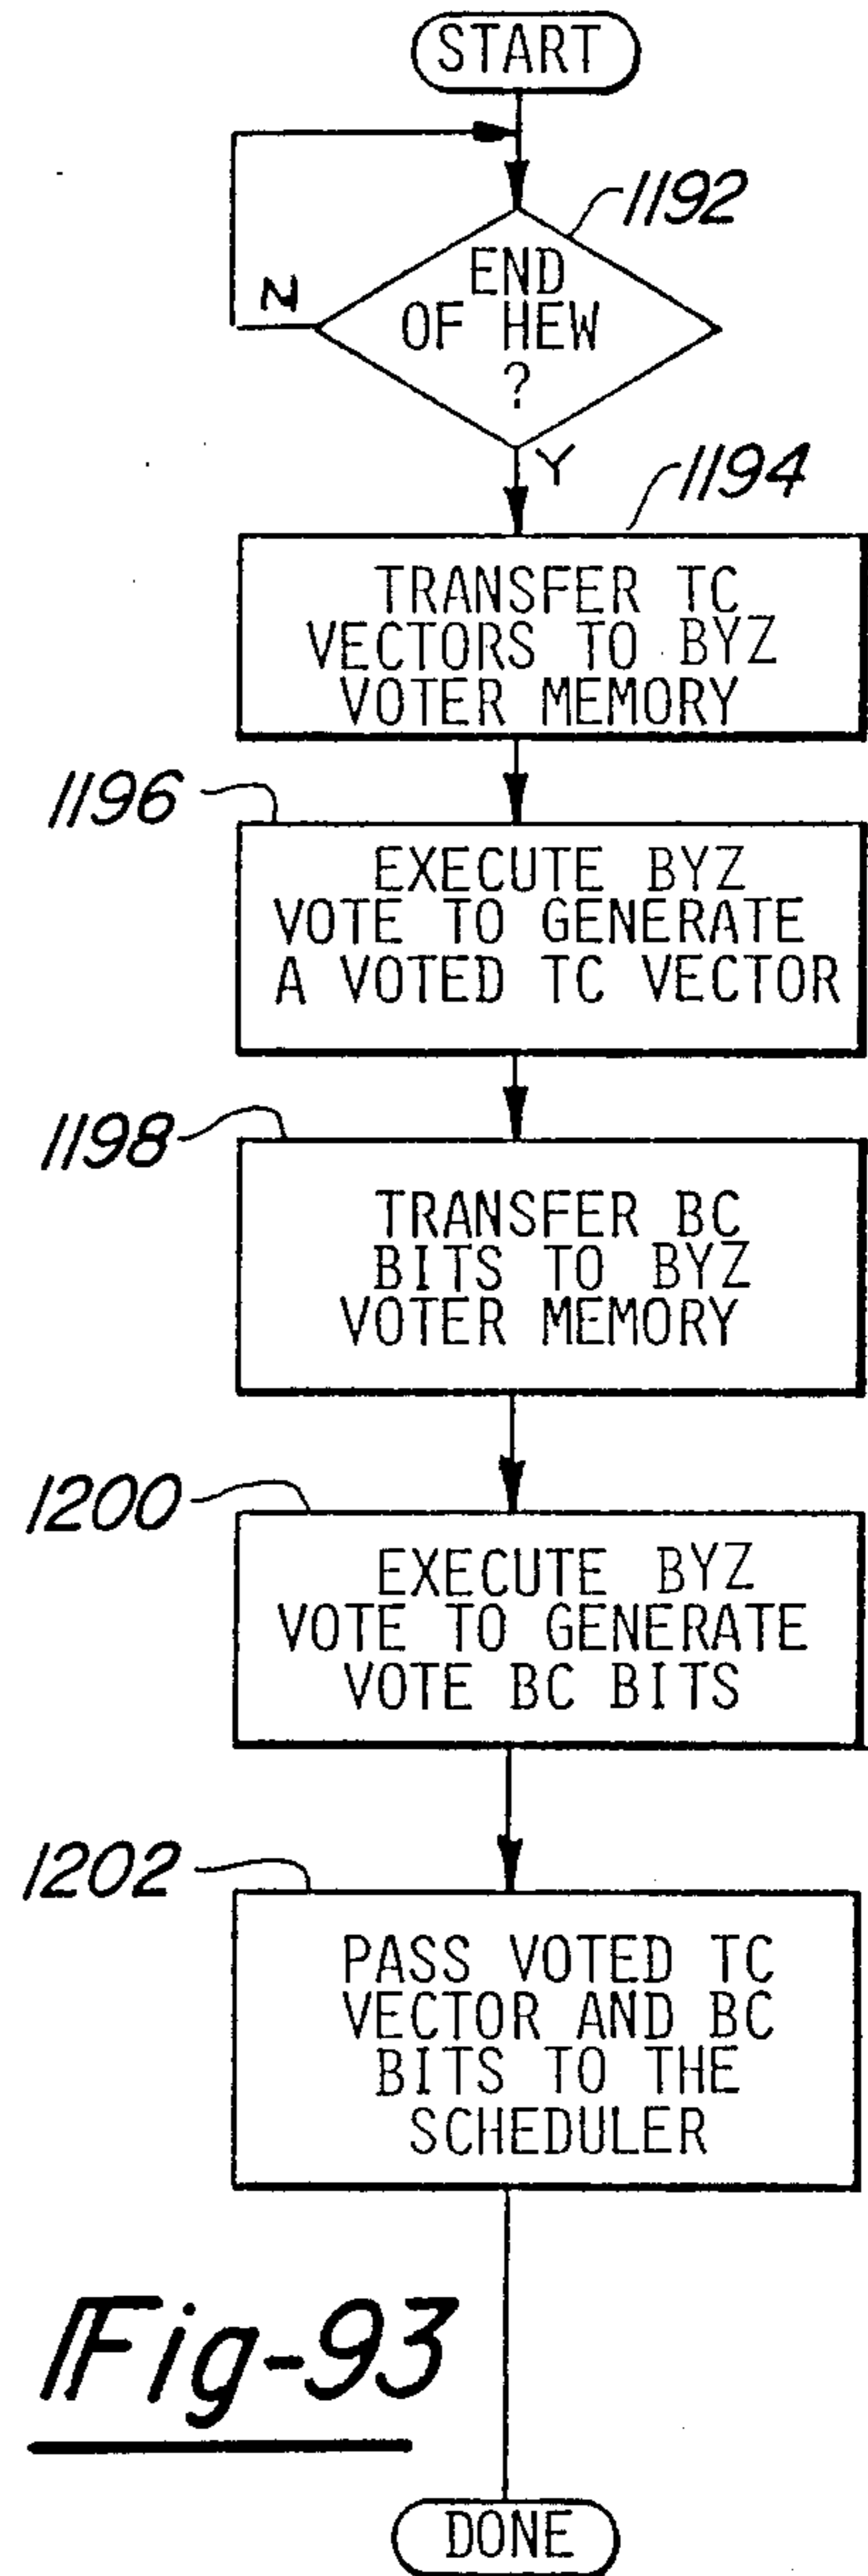 START
1192
END
OF HEW
?
N
Y
1194
TRANSFER TC
VECTORS TO BYZ
VOTER MEMORY
1196
EXECUTE BYZ
VOTE TO GENERATE
A VOTED TC VECTOR
1198
TRANSFER BC
BITS TO BYZ
VOTER MEMORY
1200
EXECUTE BYZ
VOTE TO GENERATE
VOTE BC BITS
1202
PASS VOTED TC
VECTOR AND BC
BITS TO THE
SCHEDULER
Fig-93
DONE